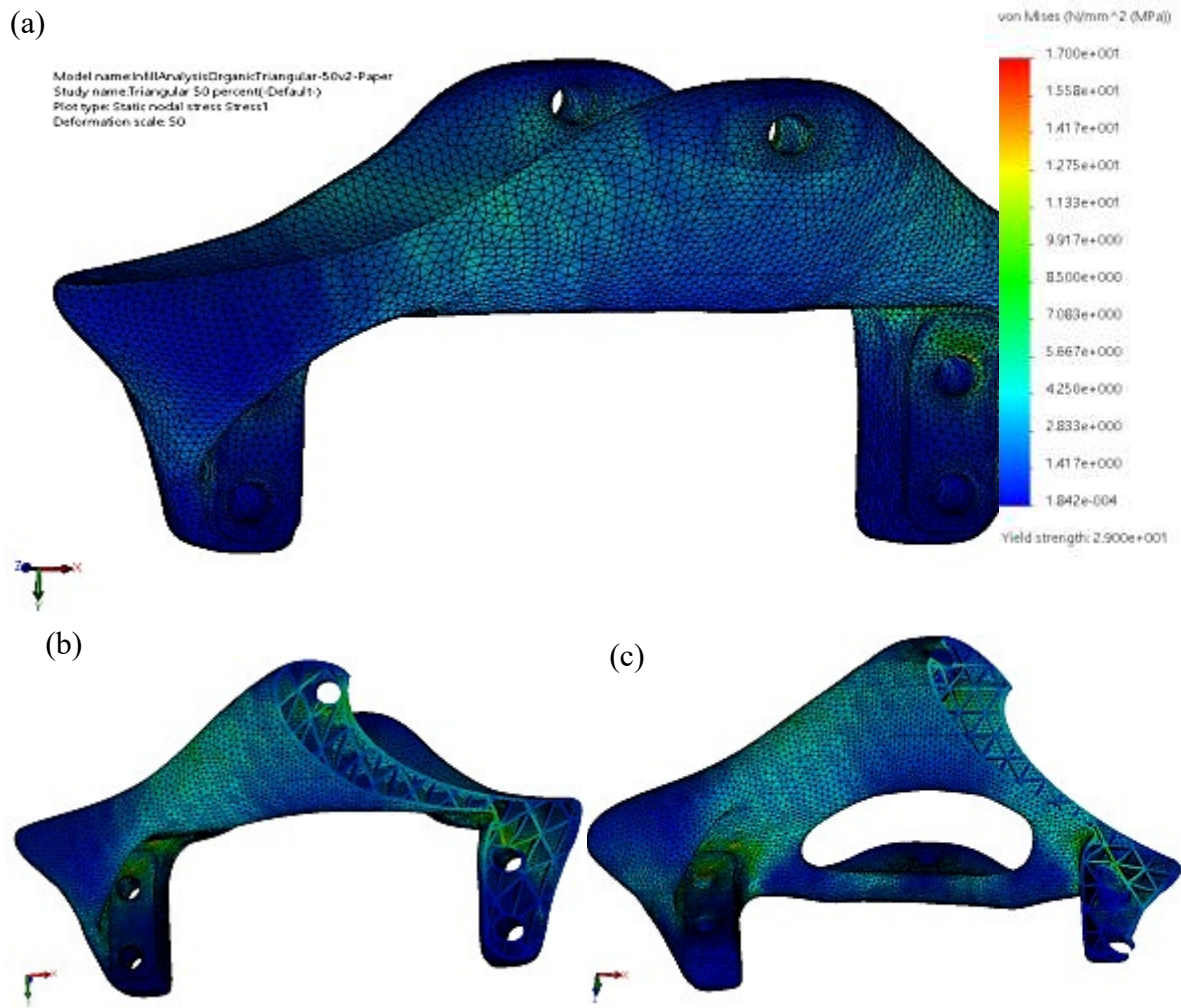 (a)
von Mises (N/mm^2 (MPa))
Model name:InfillAnalysisOrganicTriangular-50v2-Paper
Study name:Triangular 50 percent(-Default-)
Plot type: Static nodal stress Stress1
Deformation scale: 50
1.700e+001
1.558e+001
1.417e+001
1.275e+001
1.133e+001
9.917e+000
8.500e+000
7.083e+000
5.667e+000
4.250e+000
2.833e+000
1.417e+000
1.842e-004
Yield strength: 2.900e+001
Z X
Y
(b)
(c)
X
Y
X